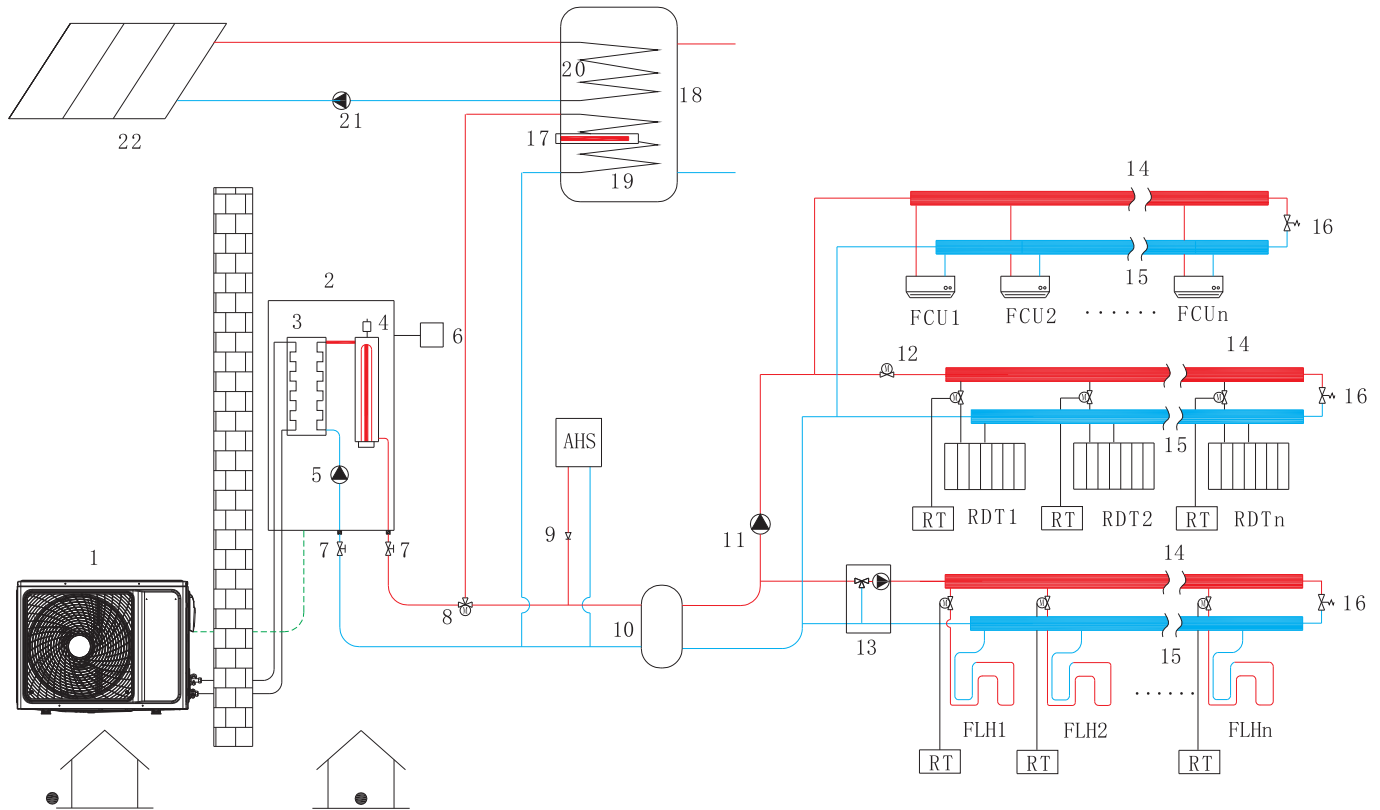 20
18
21
22
17
19
14
16
15
FCU1 FCU2 ······ FCUn
2
3 4
6
5
12
14
16
15
AHS
RT RDT1 RT RDT2 RT RDTn
1
7 7
9
11
14
8
10
13
16
15
······
FLH1 FLH2 FLHn
RT RT RT
M
M
M
M
M
M
M
M